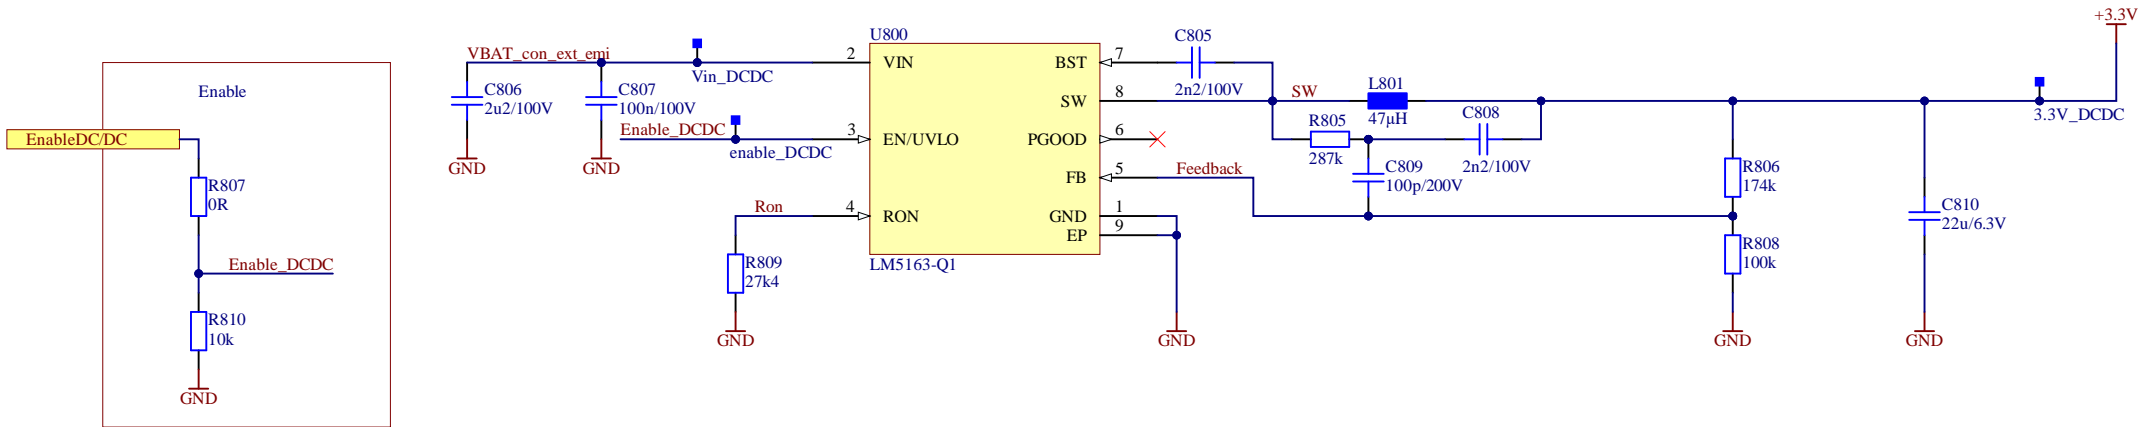 Enable
EnableDC/DC
R807
0R
Enable_DCDC
R810
10k
GND
VBAT_con_ext_emi
Vin_DCDC
C806
2u2/100V
GND
C807
100n/100V
GND
Enable_DCDC
enable_DCDC
Ron
R809
27k4
GND
U800
2 VIN
3 EN/UVLO
4 RON
BST 7
SW 8
PGOOD 6
FB 5
GND 1
EP 9
LM5163-Q1
GND
C805
2n2/100V
SW
L801
47µH
R805
287k
C808
2n2/100V
C809
100p/200V
Feedback
R806
174k
R808
100k
GND
C810
22u/6.3V
GND
+3.3V
3.3V_DCDC